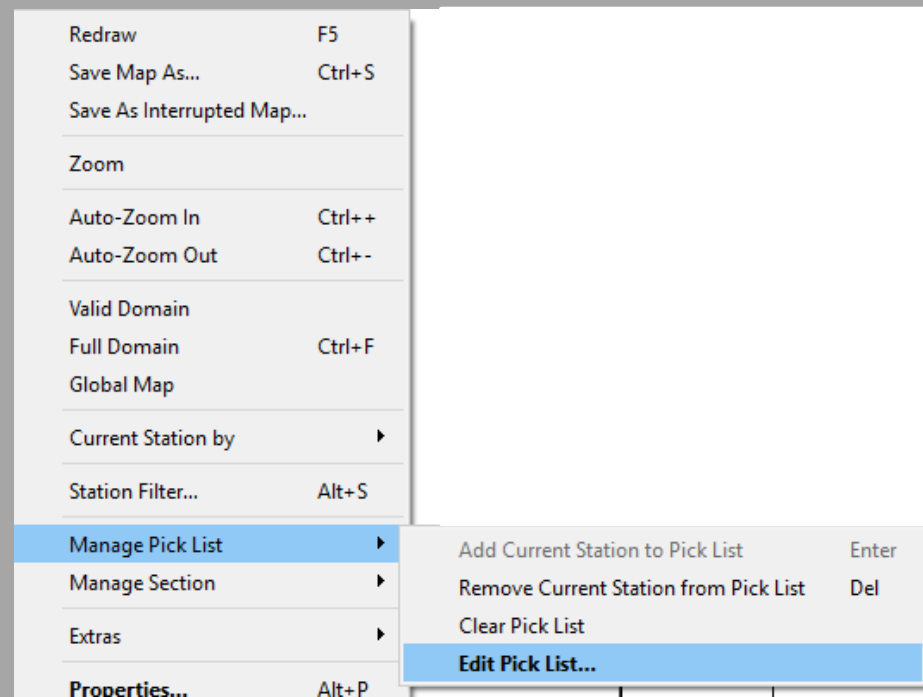 Redraw F5
Save Map As... Ctrl+S
Save As Interrupted Map...
Zoom
Auto-Zoom In Ctrl++
Auto-Zoom Out Ctrl+-
Valid Domain
Full Domain Ctrl+F
Global Map
Current Station by
Station Filter... Alt+S
Manage Pick List
Manage Section
Extras
Properties... Alt+P
Add Current Station to Pick List Enter
Remove Current Station from Pick List Del
Clear Pick List
Edit Pick List...